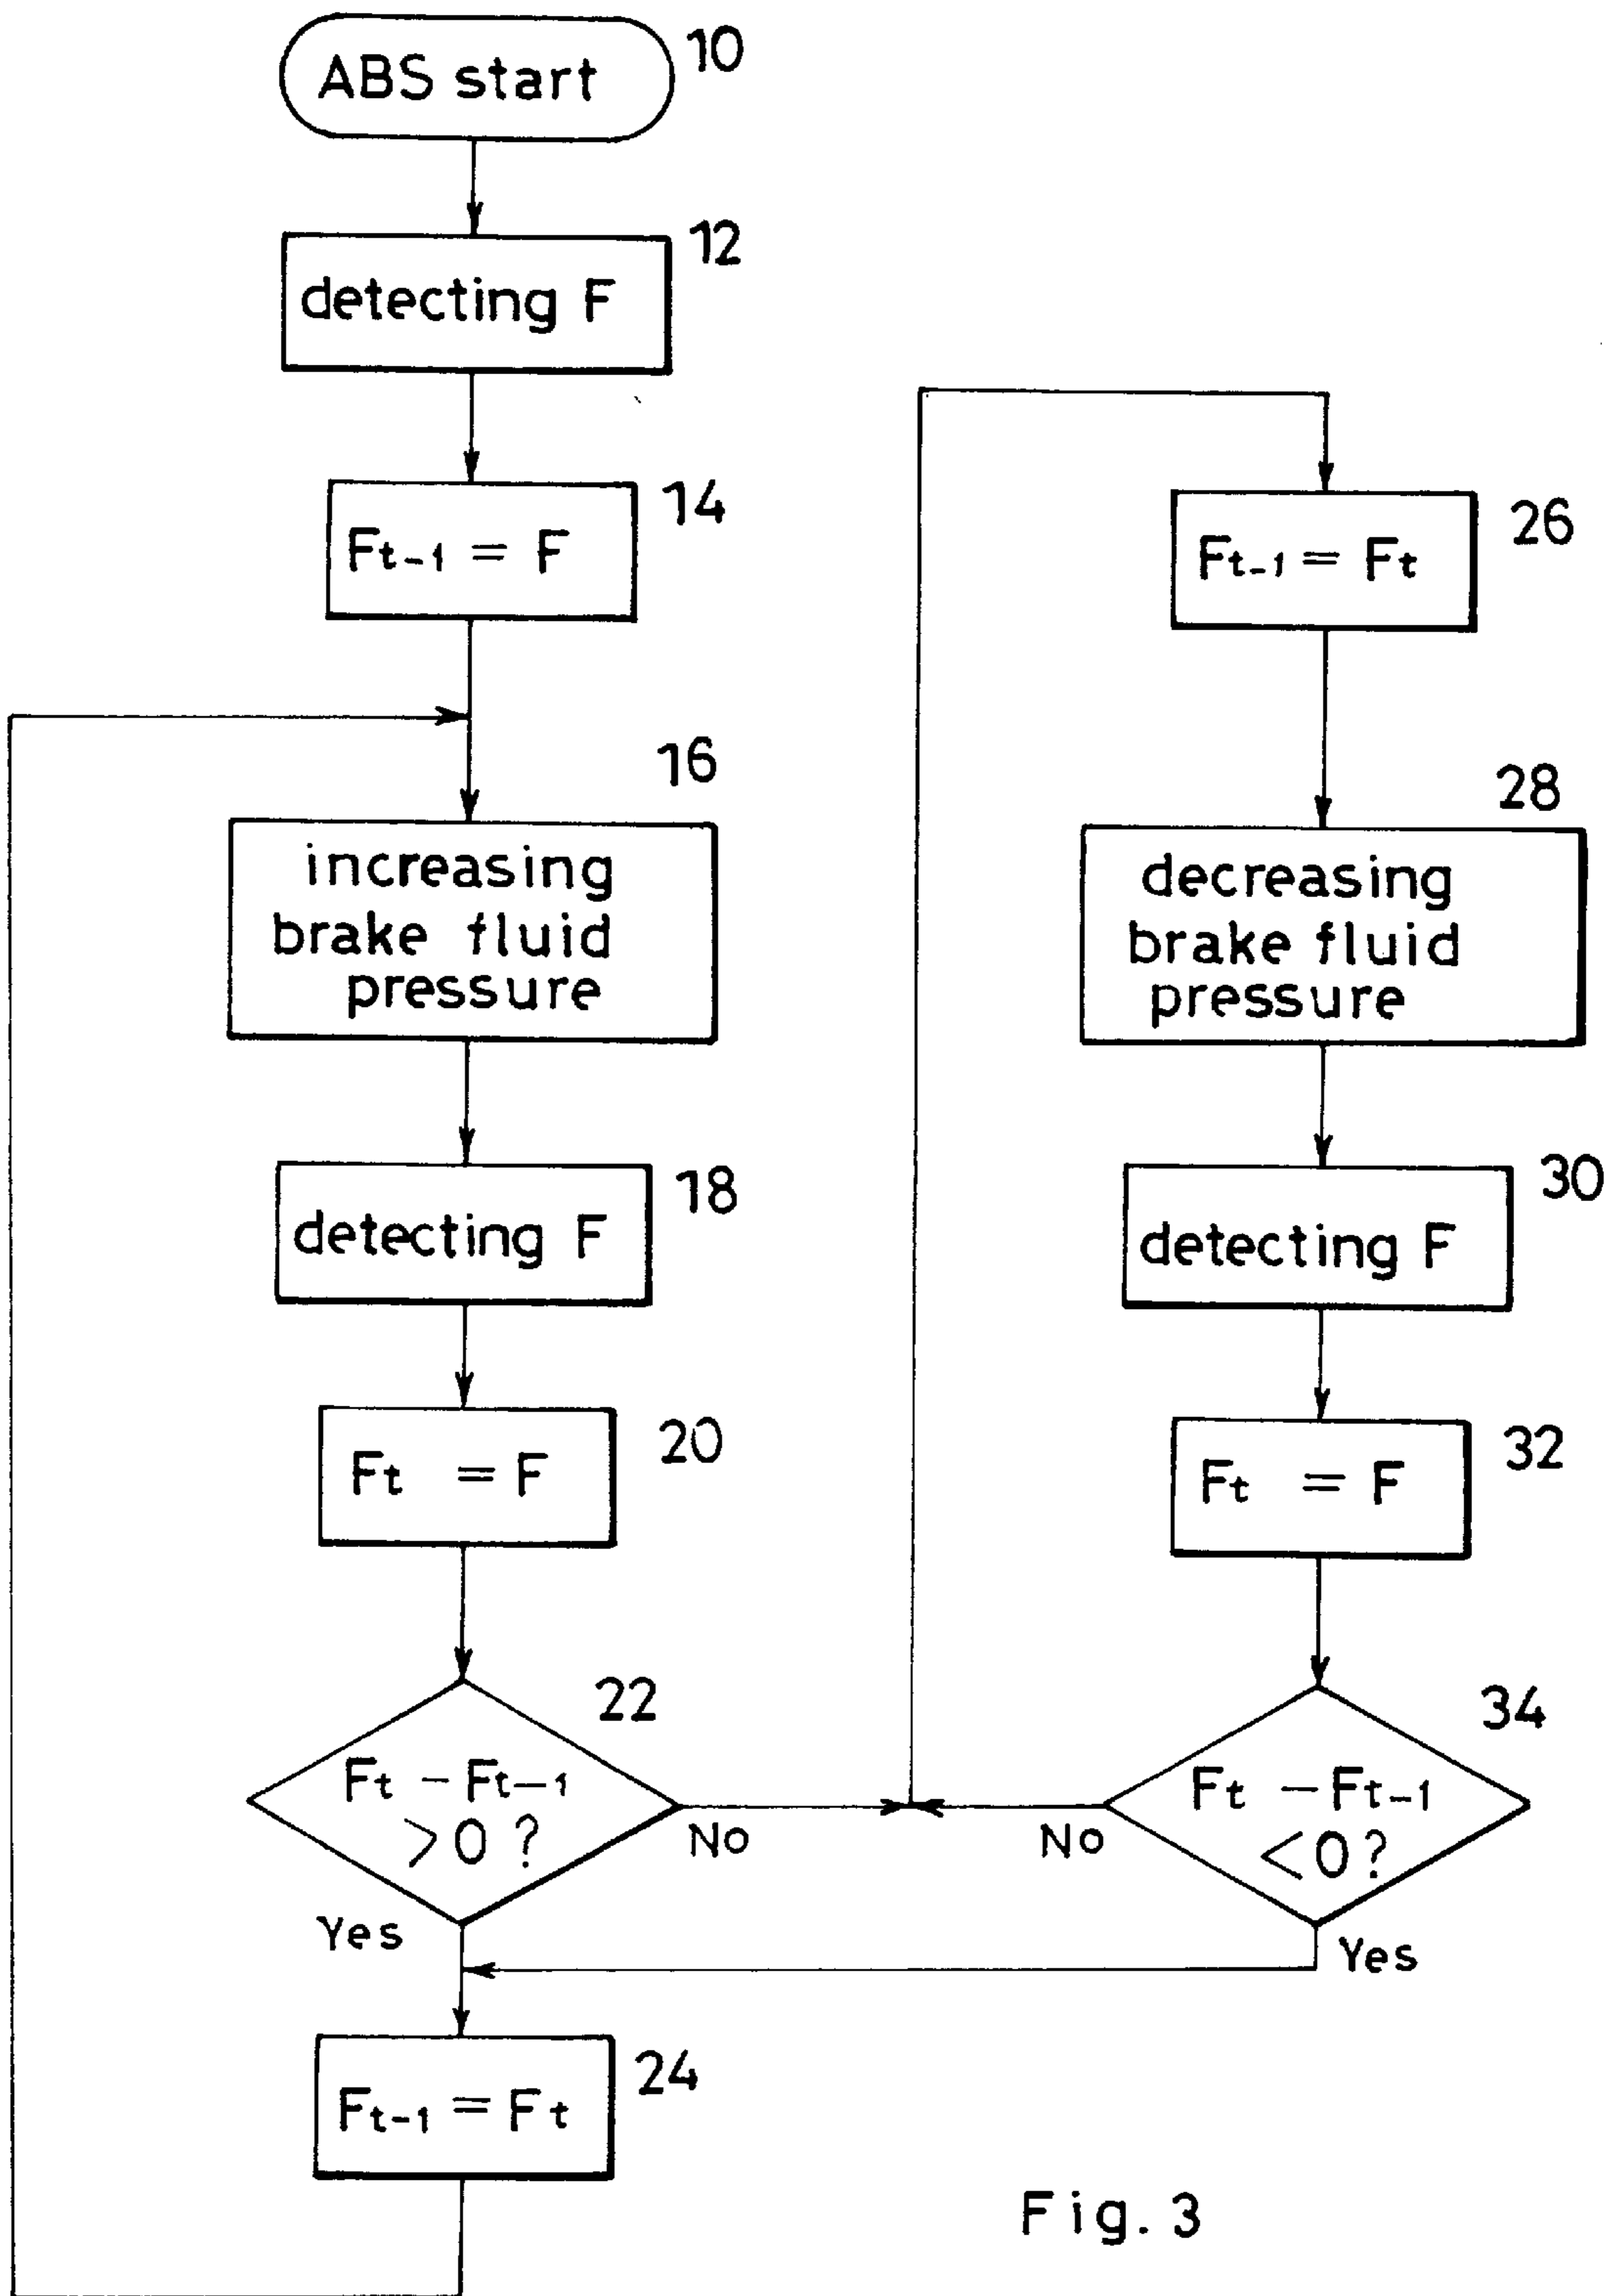 ABS start
10
detecting F
12
Ft-1 = F
14
increasing
brake fluid
pressure
16
detecting F
18
Ft = F
20
Ft - Ft-1
>0 ?
22
No
Yes
Ft-1 = Ft
24
Ft-1 = Ft
26
decreasing
brake fluid
pressure
28
detecting F
30
Ft = F
32
Ft - Ft-1
<0 ?
34
No
Yes
Fig. 3